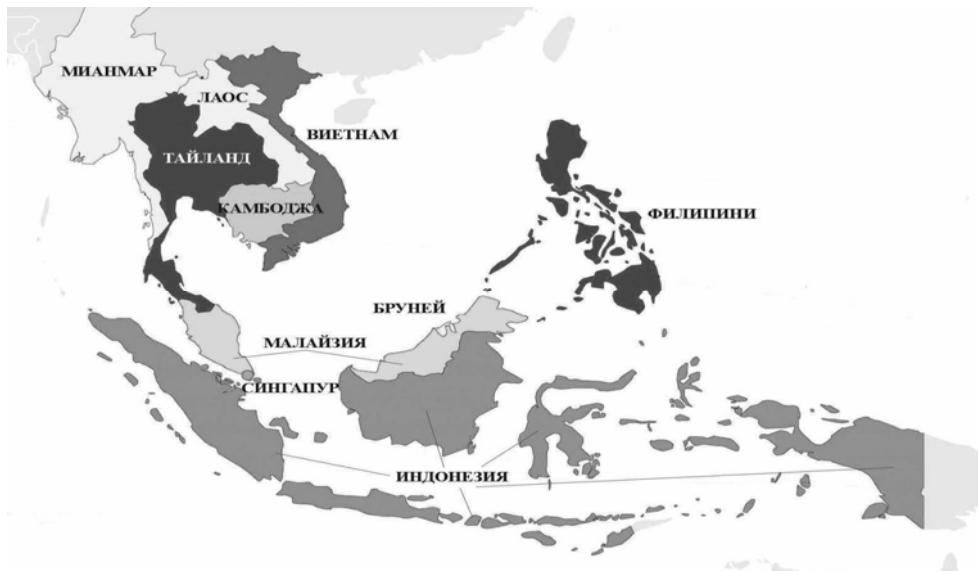 МИАНМАР
ЛАОС
ВИЕТНАМ
ТАЙЛАНД
КАМБОДЖА
ФИЛИПИНИ
БРУНЕЙ
МАЛАЙЗИЯ
СИНГАПУР
ИНДОНЕЗИЯ